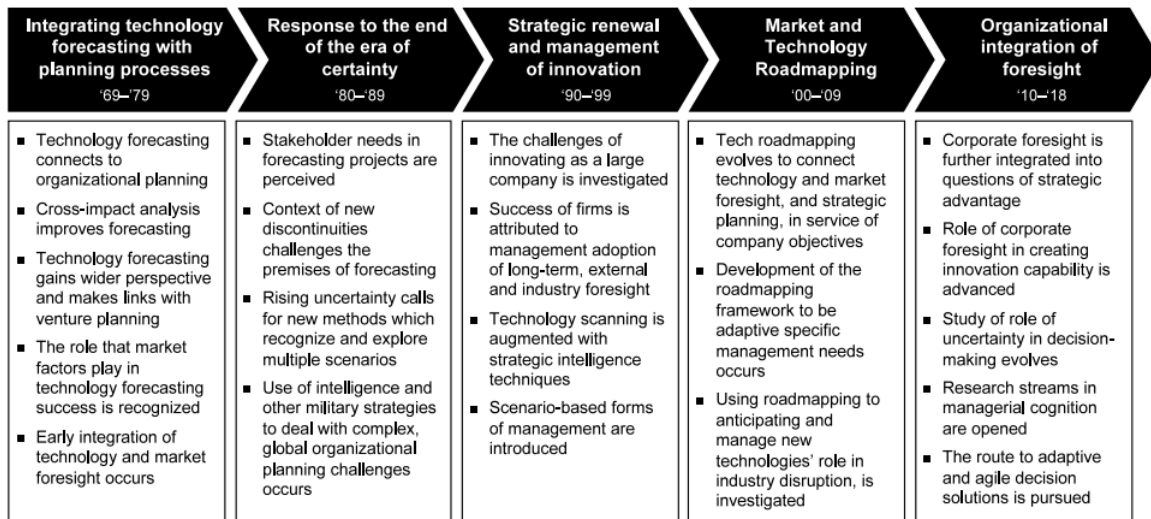 Integrating technology
forecasting with
planning processes
'69–'79
Response to the end
of the era of
certainty
'80–'89
Strategic renewal
and management
of innovation
'90–'99
Market and
Technology
Roadmapping
'00–'09
Organizational
integration of
foresight
'10–'18
▪ Technology forecasting
connects to
organizational planning
▪ Cross-impact analysis
improves forecasting
▪ Technology forecasting
gains wider perspective
and makes links with
venture planning
▪ The role that market
factors play in
technology forecasting
success is recognized
▪ Early integration of
technology and market
foresight occurs
▪ Stakeholder needs in
forecasting projects are
perceived
▪ Context of new
discontinuities
challenges the
premises of forecasting
▪ Rising uncertainty calls
for new methods which
recognize and explore
multiple scenarios
▪ Use of intelligence and
other military strategies
to deal with complex,
global organizational
planning challenges
occurs
▪ The challenges of
innovating as a large
company is investigated
▪ Success of firms is
attributed to
management adoption
of long-term, external
and industry foresight
▪ Technology scanning is
augmented with
strategic intelligence
techniques
▪ Scenario-based forms
of management are
introduced
▪ Tech roadmapping
evolves to connect
technology and market
foresight, and strategic
planning, in service of
company objectives
▪ Development of the
roadmapping
framework to be
adaptive specific
management needs
occurs
▪ Using roadmapping to
anticipating and
manage new
technologies' role in
industry disruption, is
investigated
▪ Corporate foresight is
further integrated into
questions of strategic
advantage
▪ Role of corporate
foresight in creating
innovation capability is
advanced
▪ Study of role of
uncertainty in decision-
making evolves
▪ Research streams in
managerial cognition
are opened
▪ The route to adaptive
and agile decision
solutions is pursued